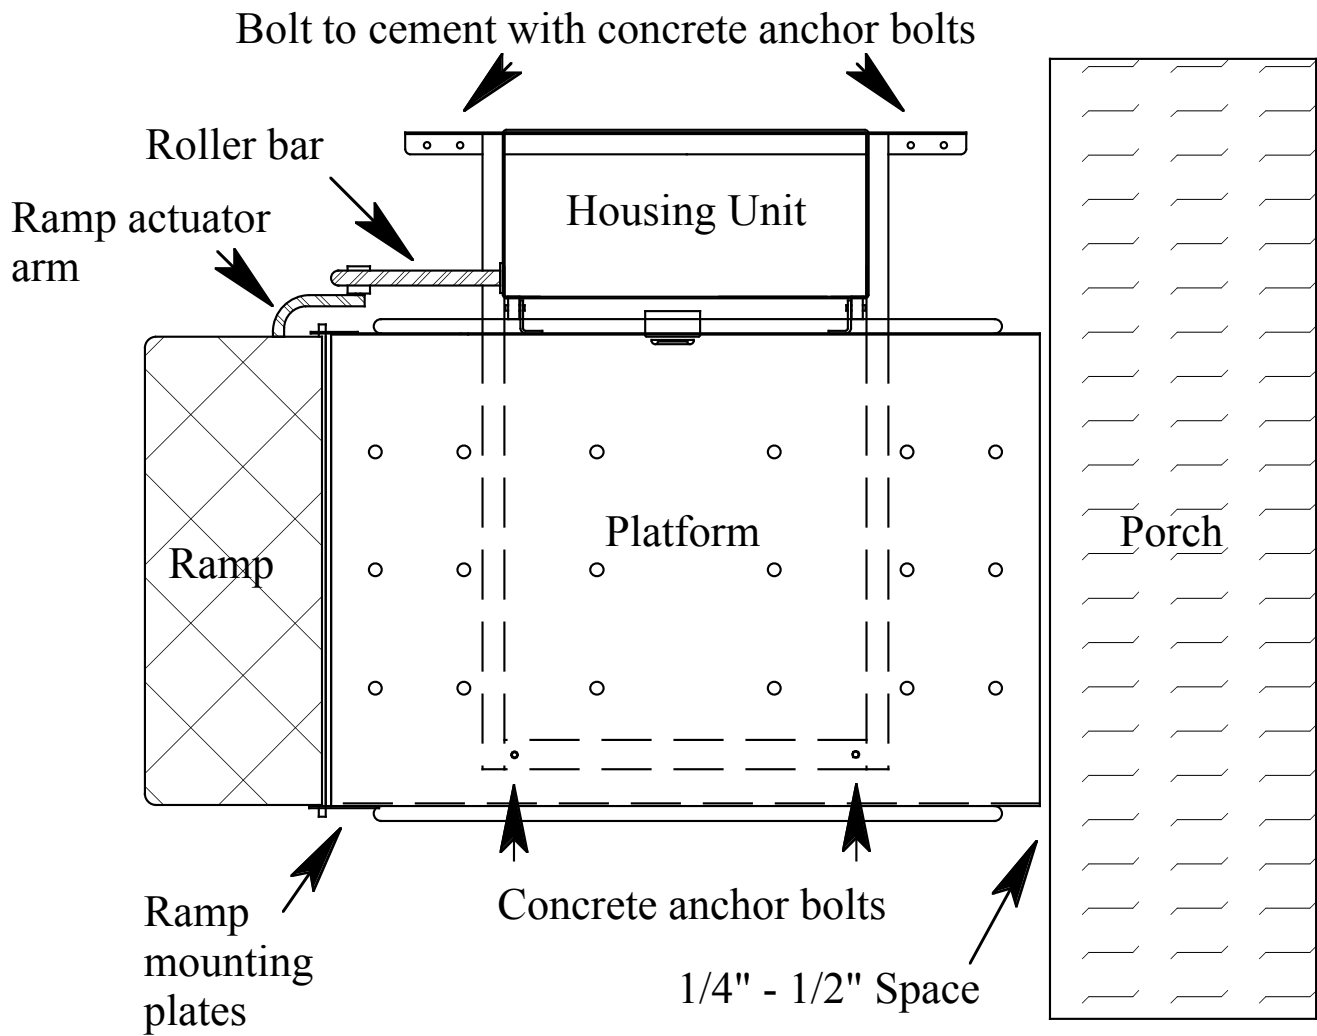 Bolt to cement with concrete anchor bolts
Roller bar
Ramp actuator
arm
Housing Unit
Ramp
Platform
Porch
Ramp
mounting
plates
Concrete anchor bolts
1/4" - 1/2" Space